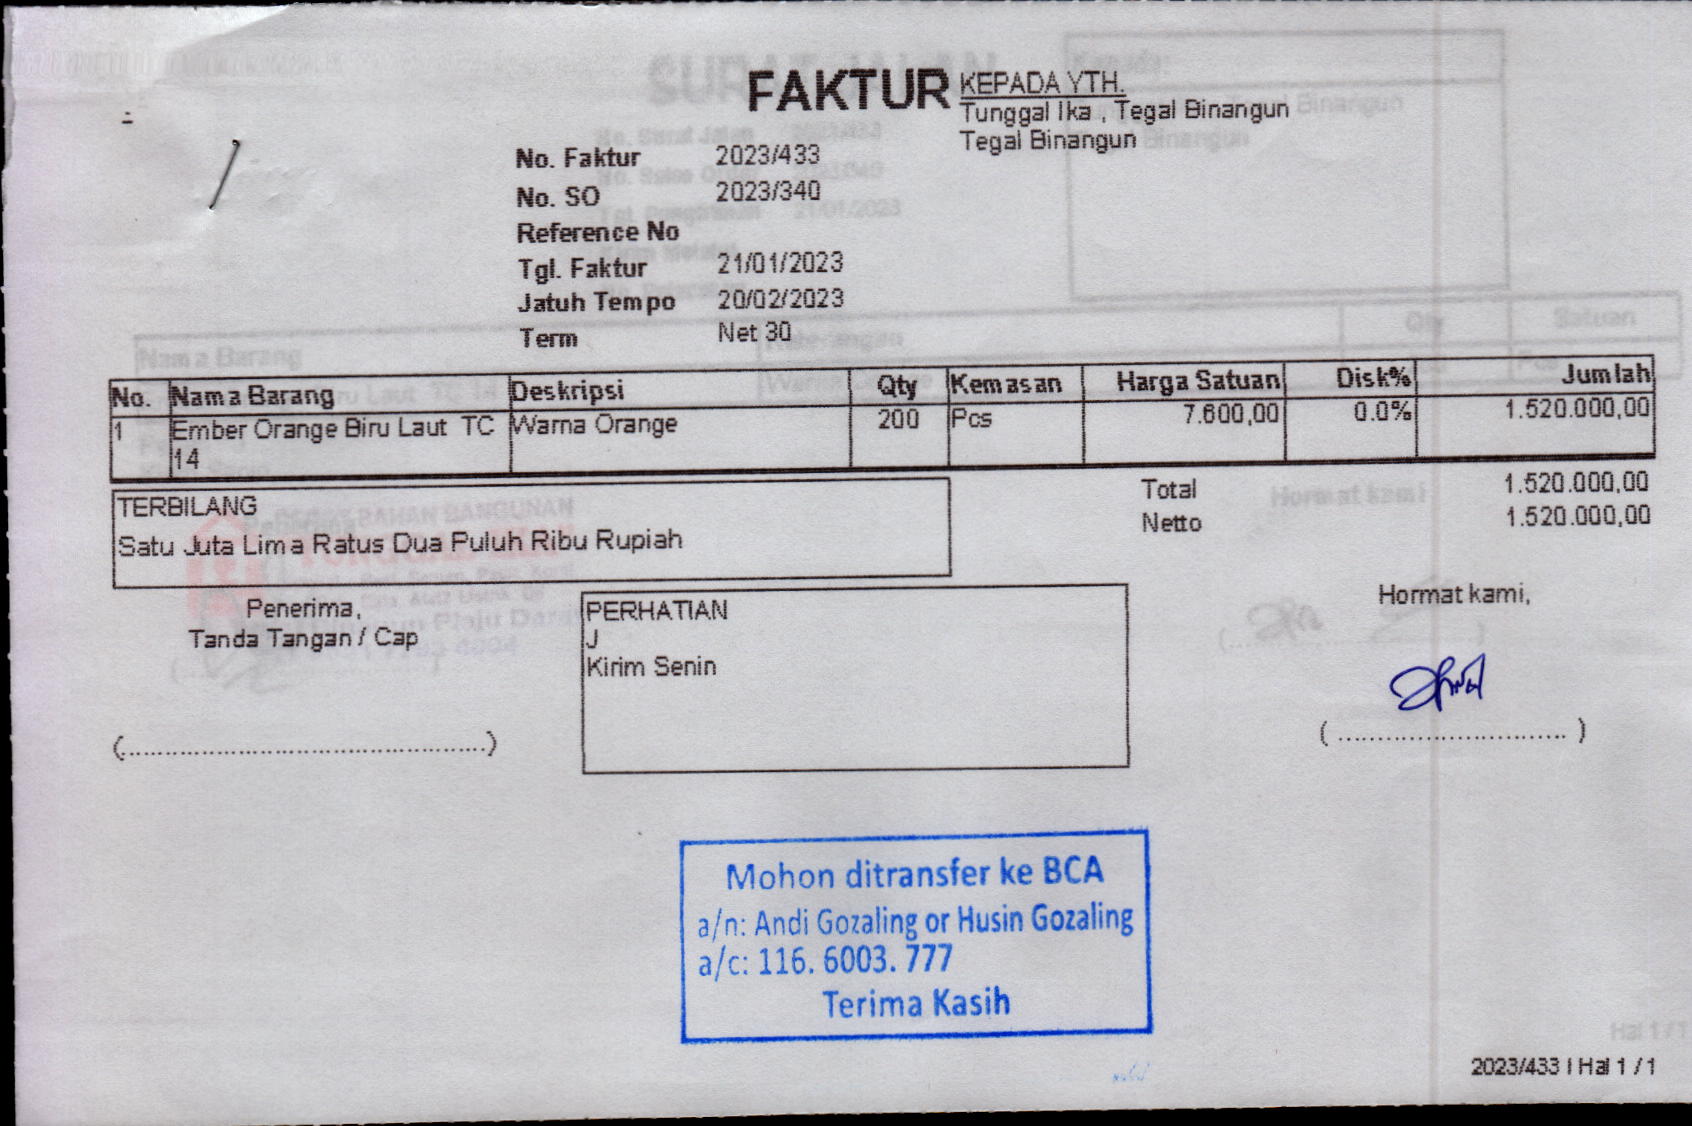 FAKTUR
KEPADA YTH.
Tunggal Ika , Tegal Binangun
Tegal Binangun
No. Faktur 2023/433
No. SO 2023/340
Reference No
Tgl. Faktur 21/01/2023
Jatuh Tempo 20/02/2023
Term Net 30
No. Nama Barang Deskripsi Qty Kemasan Harga Satuan Disk% Jumlah
1 Ember Orange Biru Laut TC Warna Orange 200 Pcs 7.600,00 0.0% 1.520.000,00
14
TERBILANG
Satu Juta Lima Ratus Dua Puluh Ribu Rupiah
Total 1.520.000,00
Netto 1.520.000,00
Penerima,
Tanda Tangan / Cap
(..................................................)
PERHATIAN
J
Kirim Senin
Hormat kami,
( ............................... )
Mohon ditransfer ke BCA
a/n: Andi Gozaling or Husin Gozaling
a/c: 116. 6003. 777
Terima Kasih
2023/433 | Hal 1 / 1